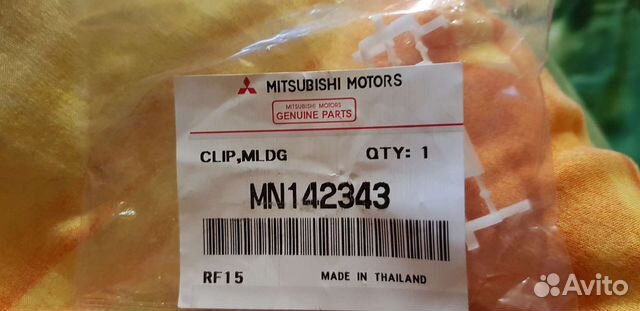 MITSUBISHI MOTORS
MITSUBISHI MOTORS
GENUINE PARTS
CLIP,MLDG QTY: 1
MN142343
RF15 MADE IN THAILAND
Avito